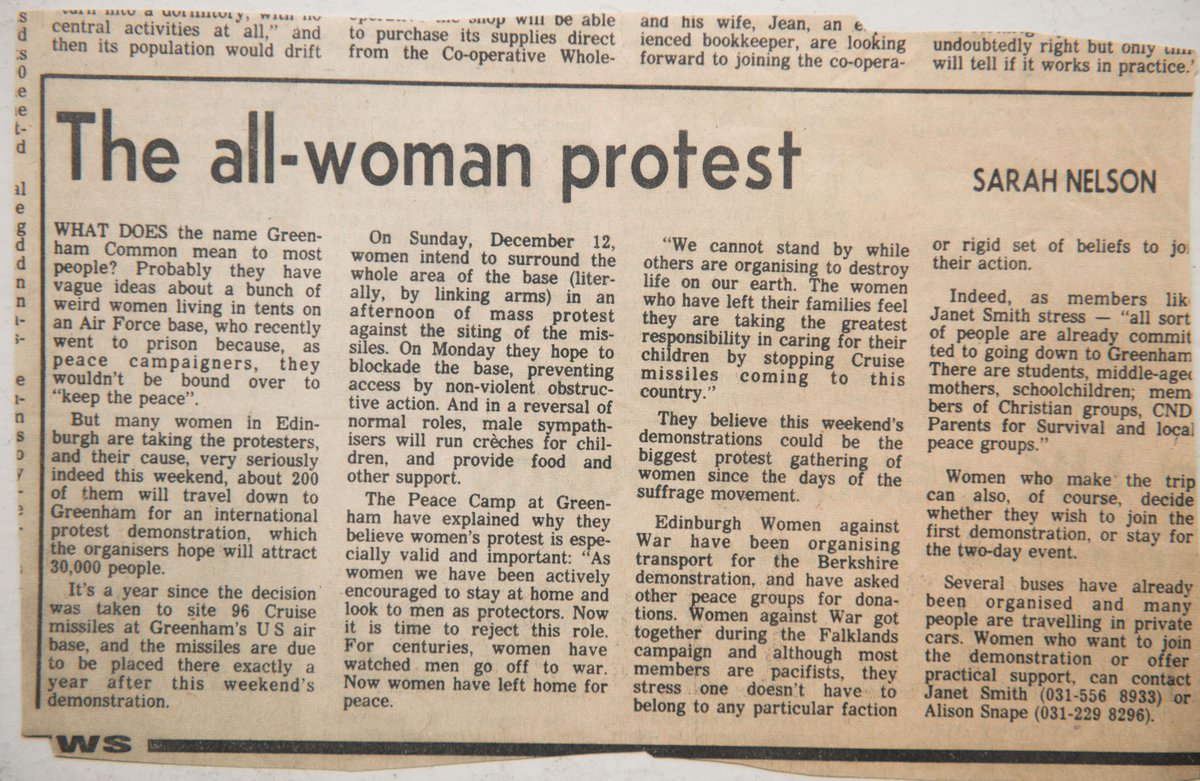 central activities at all," and
then its population would drift
shop will be able
to purchase its supplies direct
from the Co-operative Whole-
and his wife, Jean, an
ienced bookkeeper, are looking
forward to joining the co-opera-
undoubtedly right but only
will tell if it works in practice.'
The all-woman protest
SARAH NELSON
WHAT DOES the name Green-
ham Common mean to most
people? Probably they have
vague ideas about a bunch of
weird women living in tents on
an Air Force base, who recently
went to prison because, as
peace campaigners, they
wouldn't be bound over to
"keep the peace".
But many women in Edin-
burgh are taking the protesters,
and their cause, very seriously
indeed this weekend, about 200
of them will travel down to
Greenham for an international
protest demonstration, which
the organisers hope will attract
30,000 people.
It's a year since the decision
was taken to site 96 Cruise
missiles at Greenham's U S air
base, and the missiles are due
to be placed there exactly a
year after this weekend's
demonstration.
On Sunday, December 12,
women intend to surround the
whole area of the base (liter-
ally, by linking arms) in an
afternoon of mass protest
against the siting of the mis-
siles. On Monday they hope to
blockade the base, preventing
access by non-violent obstruc-
tive action. And in a reversal of
normal roles, male sympath-
isers will run crèches for chil-
dren, and provide food and
other support.
The Peace Camp at Green-
ham have explained why they
believe women's protest is espe-
cially valid and important: "As
women we have been actively
encouraged to stay at home and
look to men as protectors. Now
it is time to reject this role.
For centuries, women have
watched men go off to war.
Now women have left home for
peace.
"We cannot stand by while
others are organising to destroy
life on our earth. The women
who have left their families feel
they are taking the greatest
responsibility in caring for their
children by stopping Cruise
missiles coming to this
country."
They believe this weekend's
demonstrations could be the
biggest protest gathering of
women since the days of the
suffrage movement.
Edinburgh Women against
War have been organising
transport for the Berkshire
demonstration, and have asked
other peace groups for dona-
tions. Women against War got
together during the Falklands
campaign and although most
members are pacifists, they
stress one doesn't have to
belong to any particular faction
or rigid set of beliefs to jo
their action.
Indeed, as members lik
Janet Smith stress — "all sort
of people are already commit
ted to going down to Greenham
There are students, middle-aged
mothers, schoolchildren; mem
bers of Christian groups, CND
Parents for Survival and local
peace groups."
Women who make the trip
can also, of course, decide
whether they wish to join the
first demonstration, or stay for
the two-day event.
Several buses have already
been organised and many
people are travelling in private
cars. Women who want to join
the demonstration or offer
practical support, can contact
Janet Smith (031-556 8933) or
Alison Snape (031-229 8296).
WS